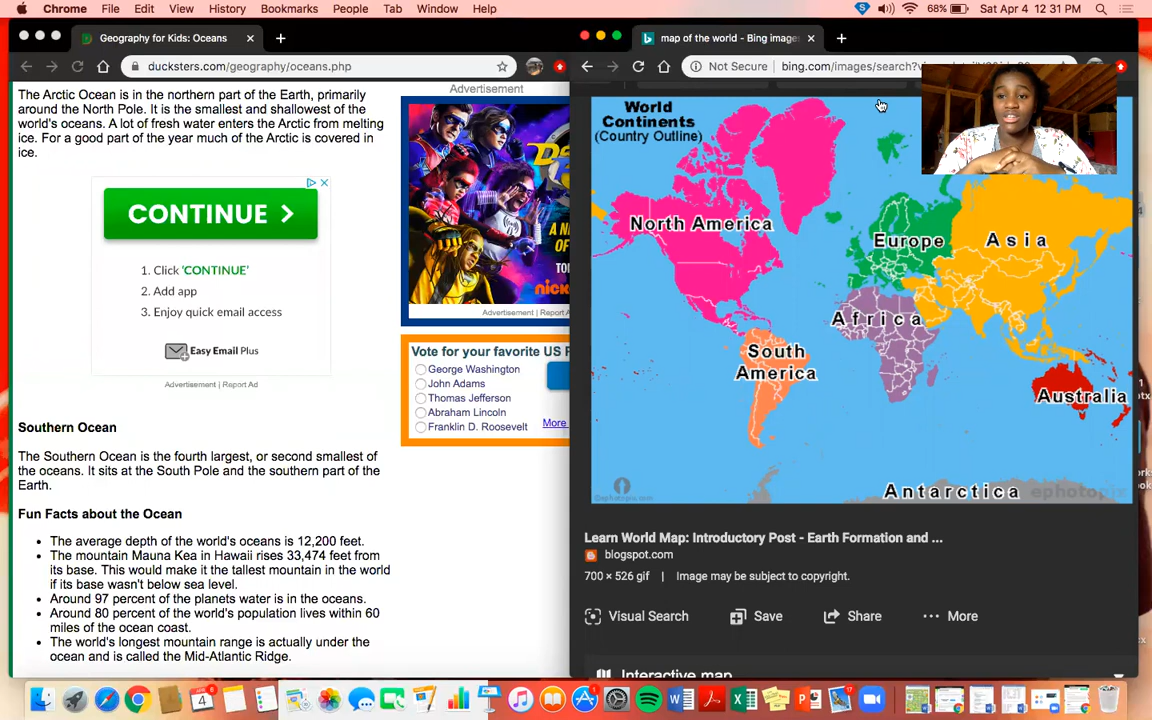 Chrome File Edit View History Bookmarks People Tab Window Help
68% Sat Apr 4 12:31 PM
Geography for Kids: Oceans
ducksters.com/geography/oceans.php
The Arctic Ocean is in the northern part of the Earth, primarily
around the North Pole. It is the smallest and shallowest of the
world's oceans. A lot of fresh water enters the Arctic from melting
ice. For a good part of the year much of the Arctic is covered in
ice.
CONTINUE
1. Click 'CONTINUE'
2. Add app
3. Enjoy quick email access
Easy Email Plus
Advertisement | Report Ad
Southern Ocean
The Southern Ocean is the fourth largest, or second smallest of
the oceans. It sits at the South Pole and the southern part of the
Earth.
Fun Facts about the Ocean
The average depth of the world's oceans is 12,200 feet.
The mountain Mauna Kea in Hawaii rises 33,474 feet from
its base. This would make it the tallest mountain in the world
if its base wasn't below sea level.
Around 97 percent of the planets water is in the oceans.
Around 80 percent of the world's population lives within 60
miles of the ocean coast.
The world's longest mountain range is actually under the
ocean and is called the Mid-Atlantic Ridge.
Advertisement
Advertisement | Report A
Vote for your favorite US
George Washington
John Adams
Thomas Jefferson
Abraham Lincoln
Franklin D. Roosevelt
More
map of the world - Bing image
Not Secure bing.com/images/search?
World
Continents
(Country Outline)
North America
Europe
Asia
Africa
South
America
Australia
Antarctica
ephotopix
©ephotopix.com
Learn World Map: Introductory Post - Earth Formation and ...
blogspot.com
700 × 526 gif | Image may be subject to copyright.
Visual Search Save Share More
Interactive map